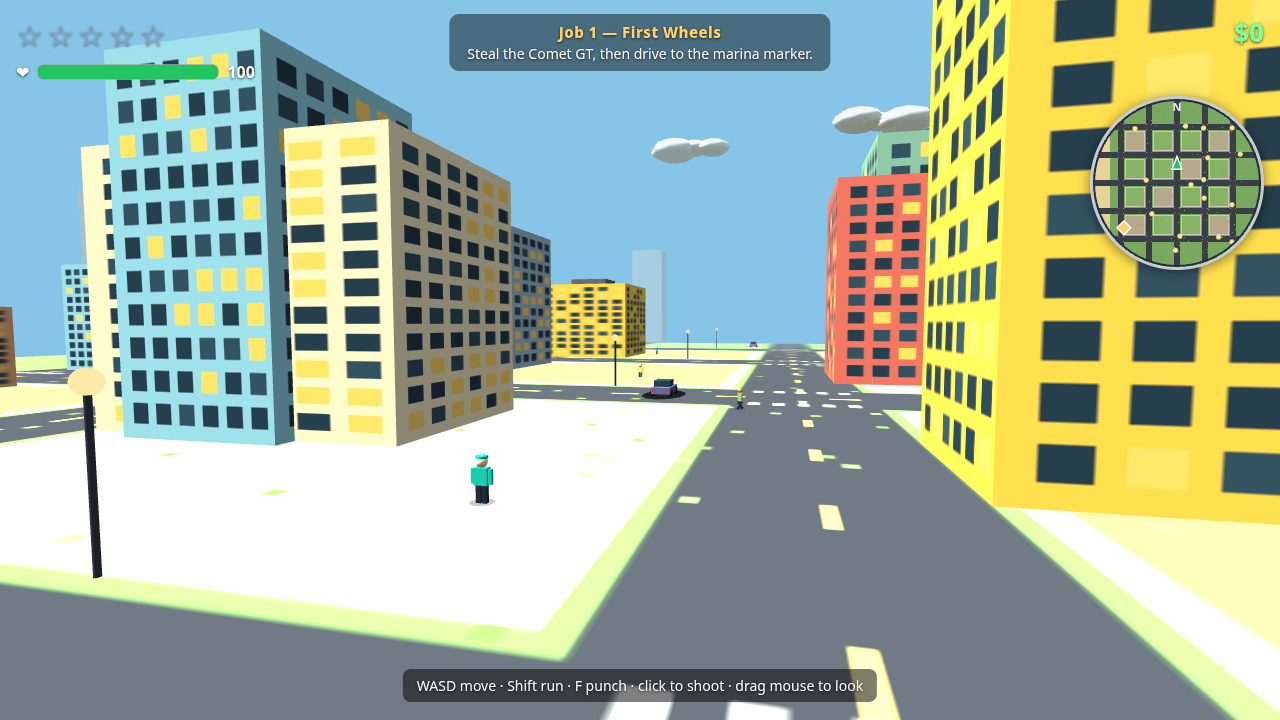 Job 1 — First Wheels
Steal the Comet GT, then drive to the marina marker.
$0
100
N
WASD move · Shift run · F punch · click to shoot · drag mouse to look